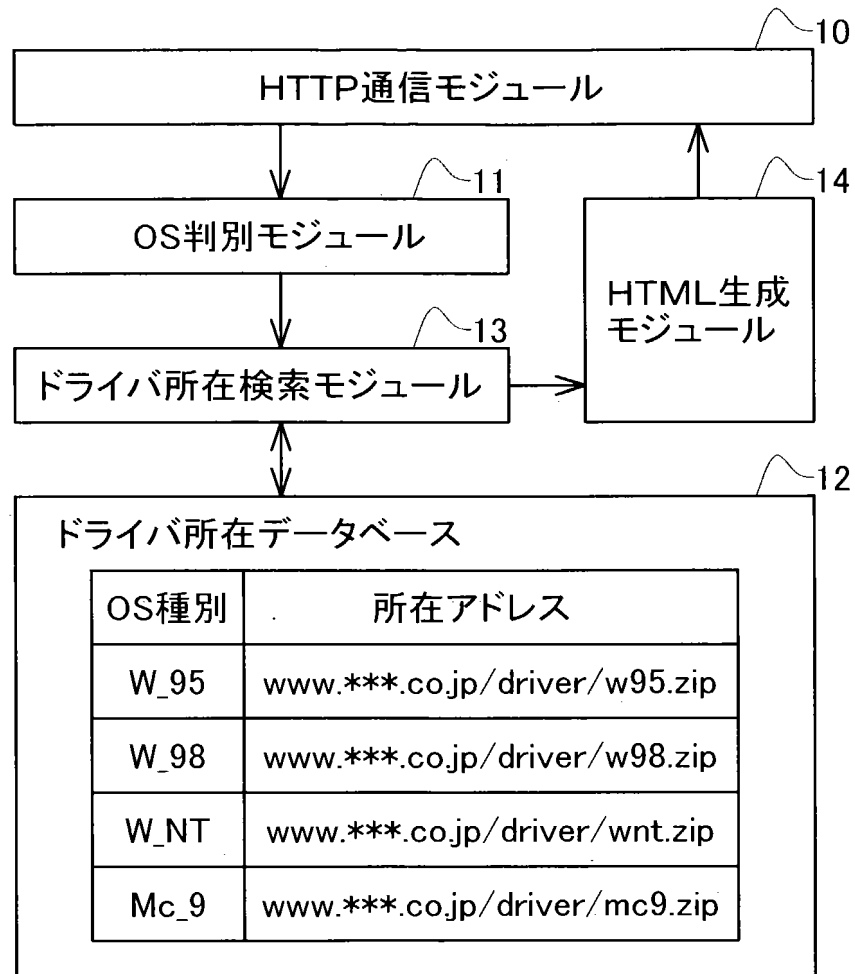 10
HTTP通信モジュール
11
OS判別モジュール
14
HTML生成
モジュール
13
ドライバ所在検索モジュール
12
ドライバ所在データベース
OS種別 所在アドレス
W_95 www.***.co.jp/driver/w95.zip
W_98 www.***.co.jp/driver/w98.zip
W_NT www.***.co.jp/driver/wnt.zip
Mc_9 www.***.co.jp/driver/mc9.zip